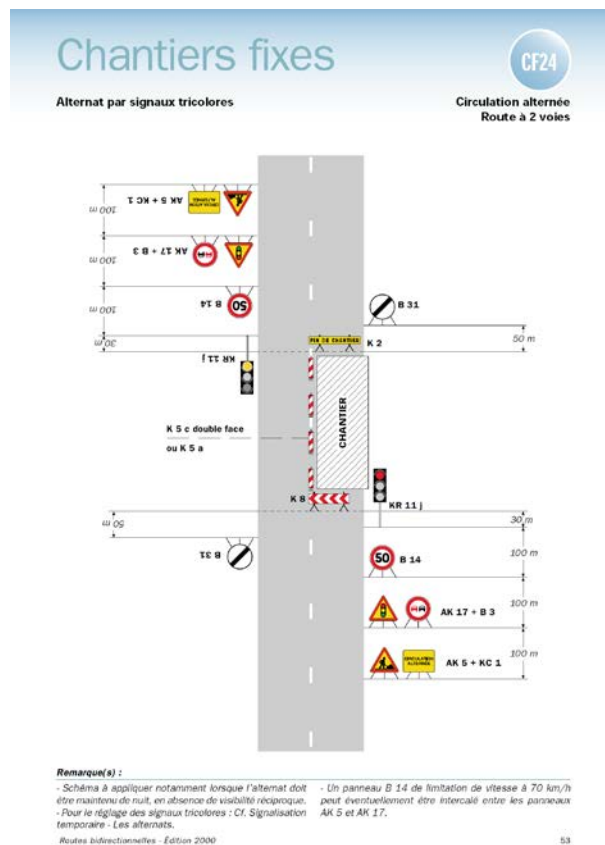 Chantiers fixes
CF24
Alternat par signaux tricolores
Circulation alternée
Route à 2 voies
AK 5 + KC 1
CIRCULATION
ALTERNÉE
100 m
AK 17 + B 3
100 m
B 14
50
100 m
KR 11 j
30 m
B 31
50 m
FIN DE CHANTIER
K 2
CHANTIER
K 5 c double face
ou K 5 a
K 8
KR 11 j
30 m
50 m
B 31
50
B 14
100 m
AK 17 + B 3
100 m
CIRCULATION
ALTERNÉE
AK 5 + KC 1
100 m
Remarque(s) :
- Schéma à appliquer notamment lorsque l'alternat doit
être maintenu de nuit, en absence de visibilité réciproque.
- Pour le réglage des signaux tricolores : Cf. Signalisation
temporaire - Les alternats.
- Un panneau B 14 de limitation de vitesse à 70 km/h
peut éventuellement être intercalé entre les panneaux
AK 5 et AK 17.
Routes bidirectionnelles - Édition 2000
53